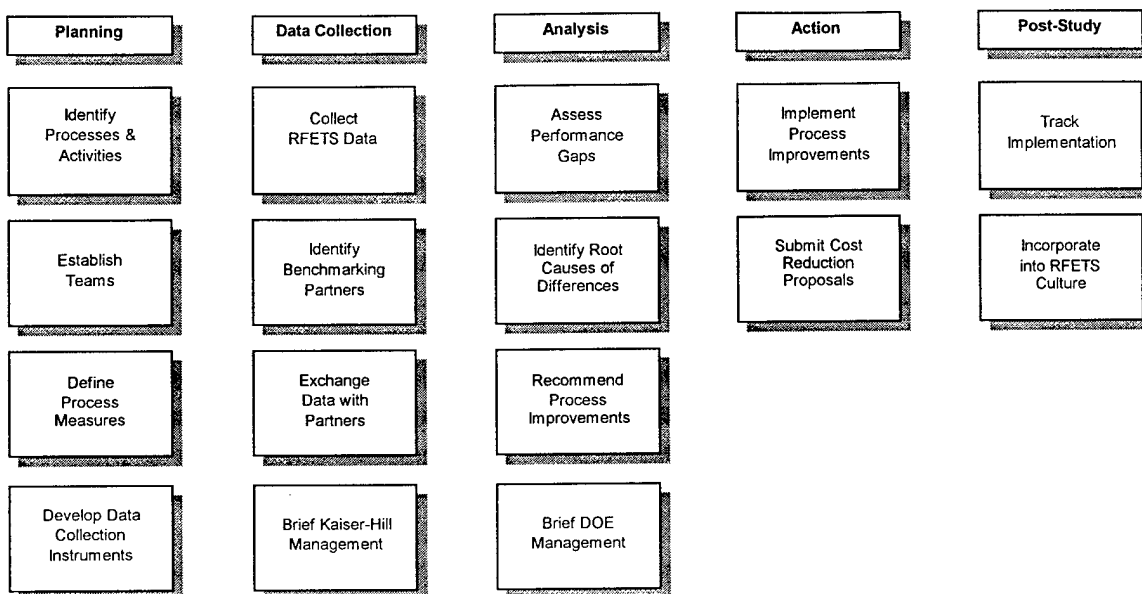 Planning
Data Collection
Analysis
Action
Post-Study
Identify
Processes &
Activities
Collect
RFETS Data
Assess
Performance
Gaps
Implement
Process
Improvements
Track
Implementation
Establish
Teams
Identify
Benchmarking
Partners
Identify Root
Causes of
Differences
Submit Cost
Reduction
Proposals
Incorporate
into RFETS
Culture
Define
Process
Measures
Exchange
Data with
Partners
Recommend
Process
Improvements
Develop Data
Collection
Instruments
Brief Kaiser-Hill
Management
Brief DOE
Management